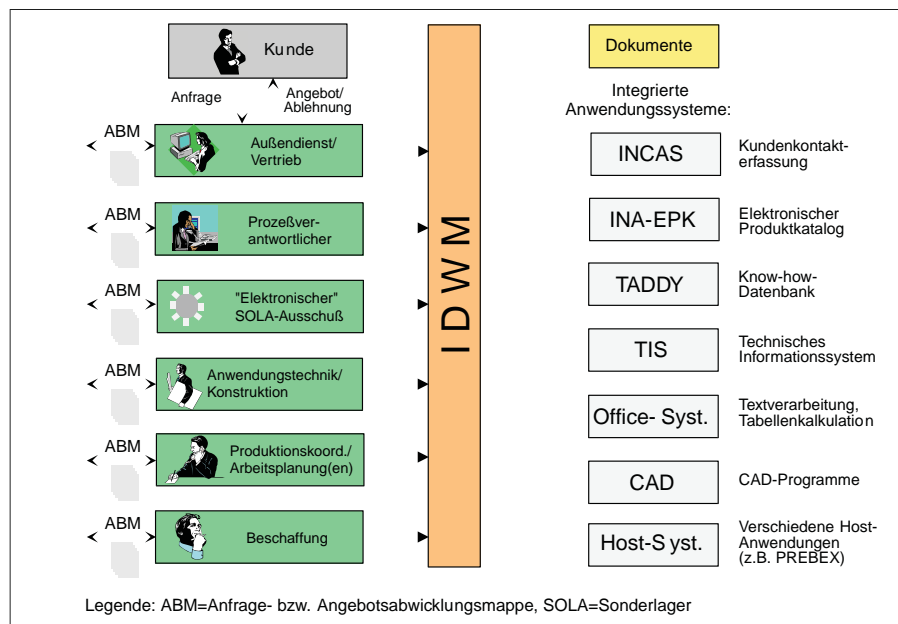 Kunde
Anfrage
Angebot/
Ablehnung
ABM
Außendienst/
Vertrieb
ABM
Prozeßver-
antwortlicher
ABM
"Elektronischer"
SOLA-Ausschuß
ABM
Anwendungstechnik/
Konstruktion
ABM
Produktionskoord./
Arbeitsplanung(en)
ABM
Beschaffung
IDWM
Dokumente
Integrierte
Anwendungssysteme:
INCAS
Kundenkontakt-
erfassung
INA-EPK
Elektronischer
Produktkatalog
TADDY
Know-how-
Datenbank
TIS
Technisches
Informationssystem
Office- Syst.
Textverarbeitung,
Tabellenkalkulation
CAD
CAD-Programme
Host-Syst.
Verschiedene Host-
Anwendungen
(z.B. PREBEX)
Legende: ABM=Anfrage- bzw. Angebotsabwicklungsmappe, SOLA=Sonderlager